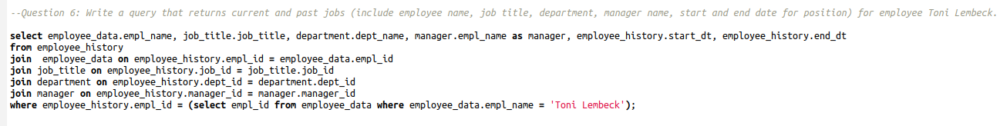 --Question 6: Write a query that returns current and past jobs (include employee name, job title, department, manager name, start and end date for position) for employee Toni Lembeck.
select employee_data.empl_name, job_title.job_title, department.dept_name, manager.empl_name as manager, employee_history.start_dt, employee_history.end_dt
from employee_history
join  employee_data on employee_history.empl_id = employee_data.empl_id
join job_title on employee_history.job_id = job_title.job_id
join department on employee_history.dept_id = department.dept_id
join manager on employee_history.manager_id = manager.manager_id
where employee_history.empl_id = (select empl_id from employee_data where employee_data.empl_name = 'Toni Lembeck');